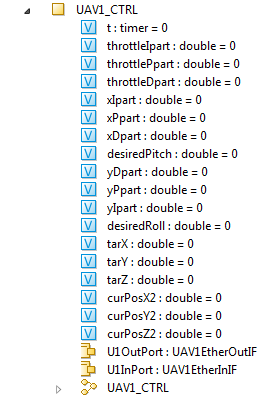 UAV1_CTRL
t : timer = 0
throttleIpart : double = 0
throttlePpart : double = 0
throttleDpart : double = 0
xIpart : double = 0
xPpart : double = 0
xDpart : double = 0
desiredPitch : double = 0
yDpart : double = 0
yPpart : double = 0
yIpart : double = 0
desiredRoll : double = 0
tarX : double = 0
tarY : double = 0
tarZ : double = 0
curPosX2 : double = 0
curPosY2 : double = 0
curPosZ2 : double = 0
U1OutPort : UAV1EtherOutIF
U1InPort : UAV1EtherInIF
UAV1_CTRL